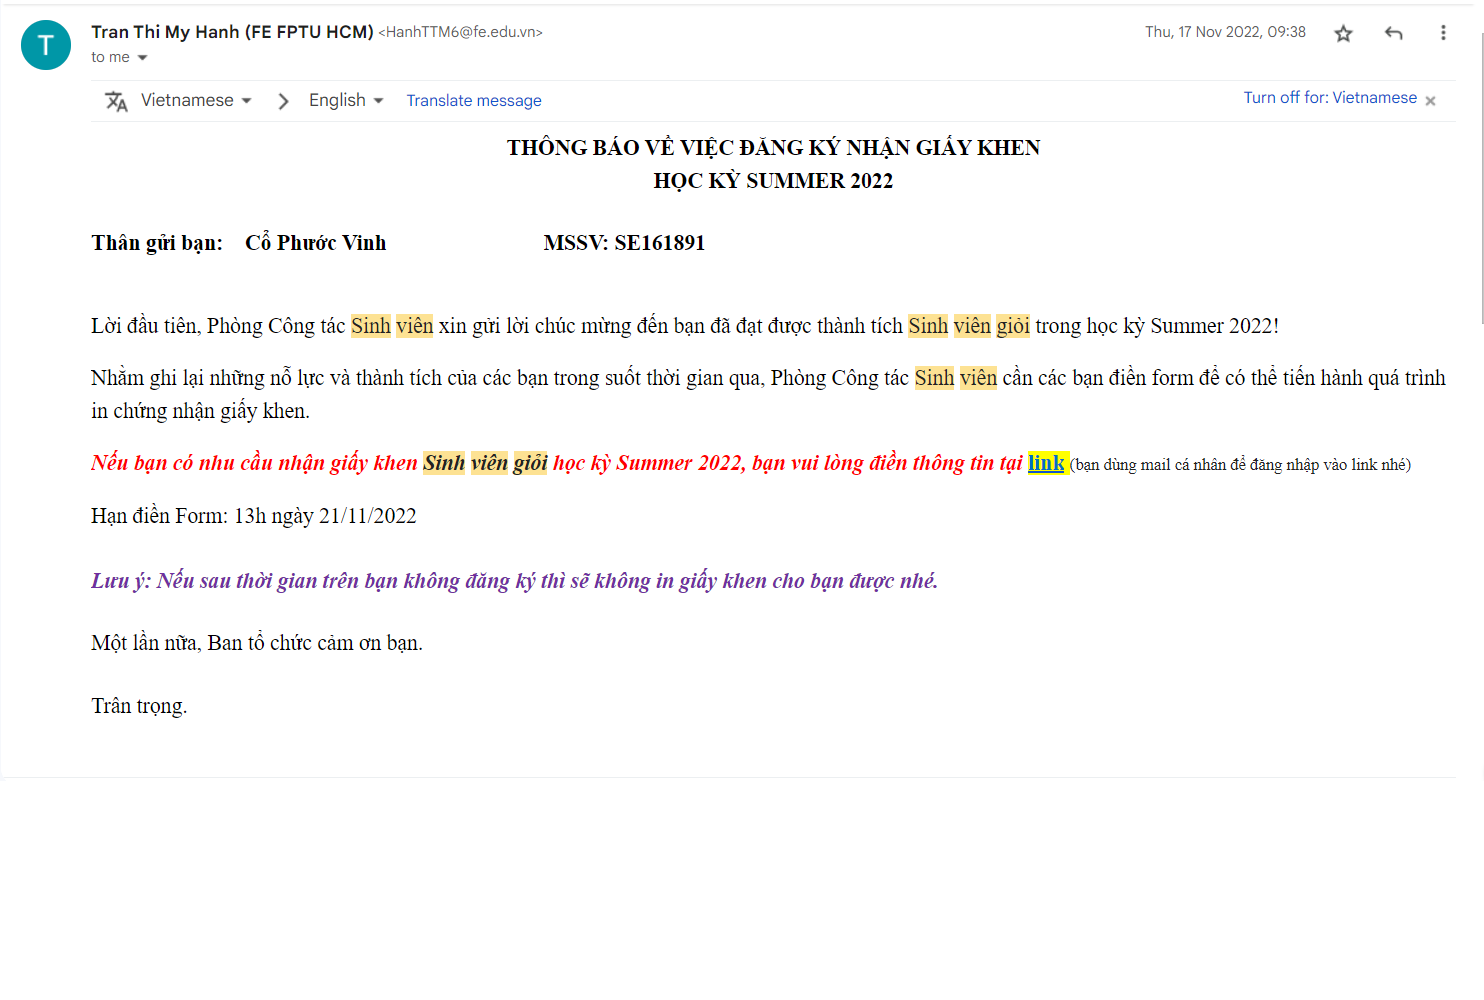 T
Tran Thi My Hanh (FE FPTU HCM) <HanhTTM6@fe.edu.vn>
Thu, 17 Nov 2022, 09:38
to me
Vietnamese > English Translate message
Turn off for: Vietnamese x
THÔNG BÁO VỀ VIỆC ĐĂNG KÝ NHẬN GIẤY KHEN
HỌC KỲ SUMMER 2022
Thân gửi bạn: Cổ Phước Vinh MSSV: SE161891
Lời đầu tiên, Phòng Công tác Sinh viên xin gửi lời chúc mừng đến bạn đã đạt được thành tích Sinh viên giỏi trong học kỳ Summer 2022!
Nhằm ghi lại những nỗ lực và thành tích của các bạn trong suốt thời gian qua, Phòng Công tác Sinh viên cần các bạn điền form để có thể tiến hành quá trình
in chứng nhận giấy khen.
Nếu bạn có nhu cầu nhận giấy khen Sinh viên giỏi học kỳ Summer 2022, bạn vui lòng điền thông tin tại link (bạn dùng mail cá nhân để đăng nhập vào link nhé)
Hạn điền Form: 13h ngày 21/11/2022
Lưu ý: Nếu sau thời gian trên bạn không đăng ký thì sẽ không in giấy khen cho bạn được nhé.
Một lần nữa, Ban tổ chức cảm ơn bạn.
Trân trọng.